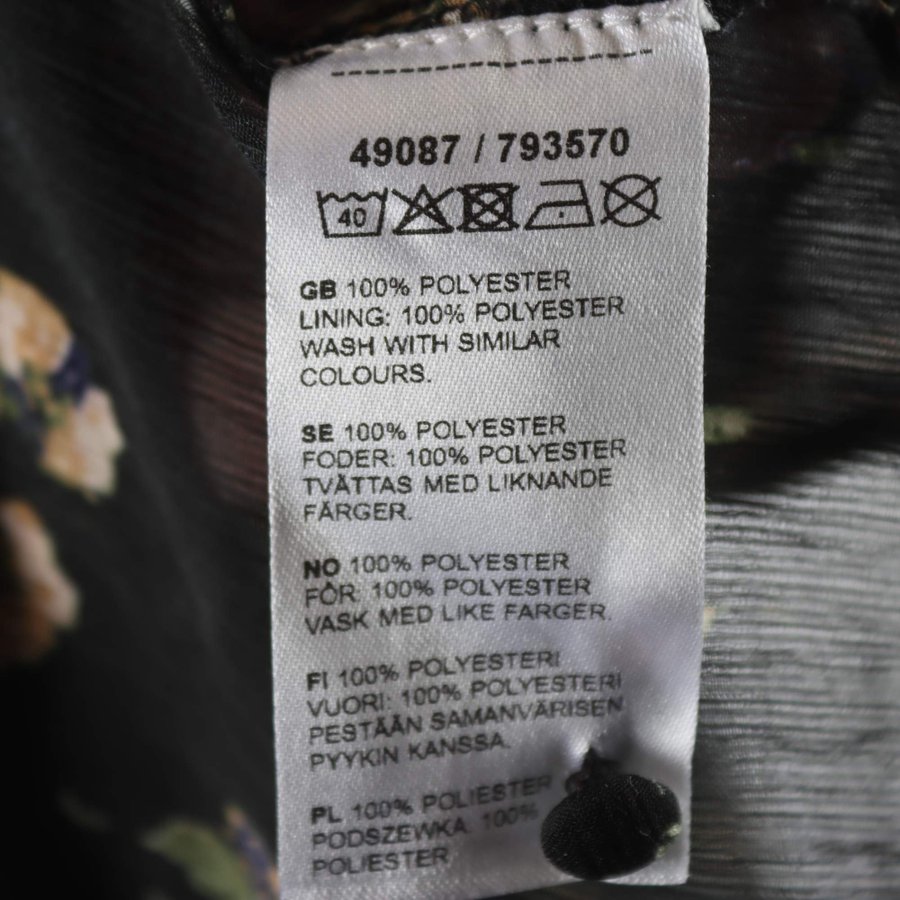 49087 / 793570
40
GB 100% POLYESTER
LINING: 100% POLYESTER
WASH WITH SIMILAR
COLOURS.
SE 100% POLYESTER
FODER: 100% POLYESTER
TVÄTTAS MED LIKNANDE
FÄRGER.
NO 100% POLYESTER
FÔR: 100% POLYESTER
VASK MED LIKE FARGER.
FI 100% POLYESTERI
VUORI: 100% POLYESTERI
PESTÄÄN SAMANVÄRISEN
PYYKIN KANSSA.
PL 100% POLIESTER
PODSZEWKA: 100%
POLIESTER